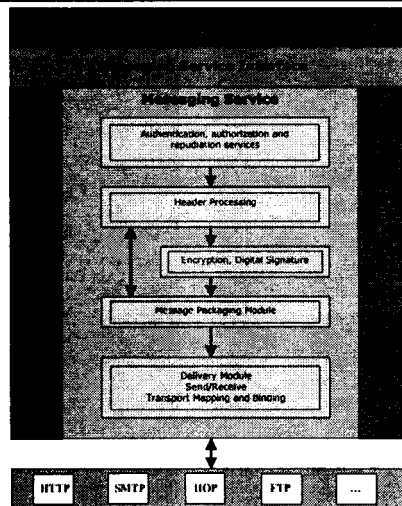 Messaging Service
Authentication, authorization and
repudiation services
Header Processing
Encryption, Digital Signature
Message Packaging Module
Delivery Module
Send/Receive
Transport Mapping and Binding
HTTP SMTP IIOP FTP ...